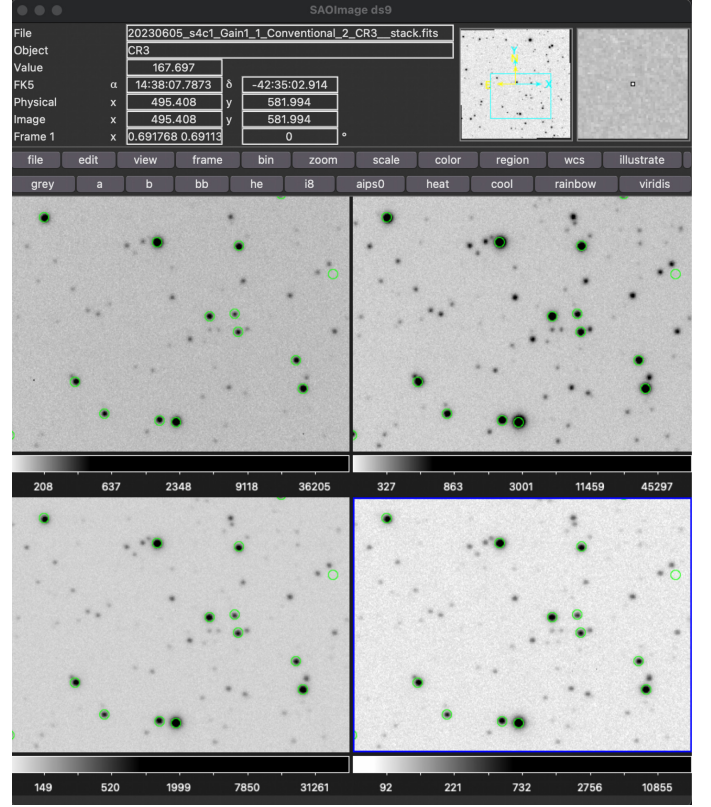 SAOImage ds9
File 20230605_s4c1_Gain1_1_Conventional_2_CR3__stack.fits
Object CR3
Value 167.697
FK5 α 14:38:07.7873 δ -42:35:02.914
Physical x 495.408 y 581.994
Image x 495.408 y 581.994
Frame 1 x 0.691768 0.69113 0 °
Y
E X
file edit view frame bin zoom scale color region wcs illustrate
grey a b bb he i8 aips0 heat cool rainbow viridis
208 637 2348 9118 36205
327 863 3001 11459 45297
149 520 1999 7850 31261
92 221 732 2756 10855